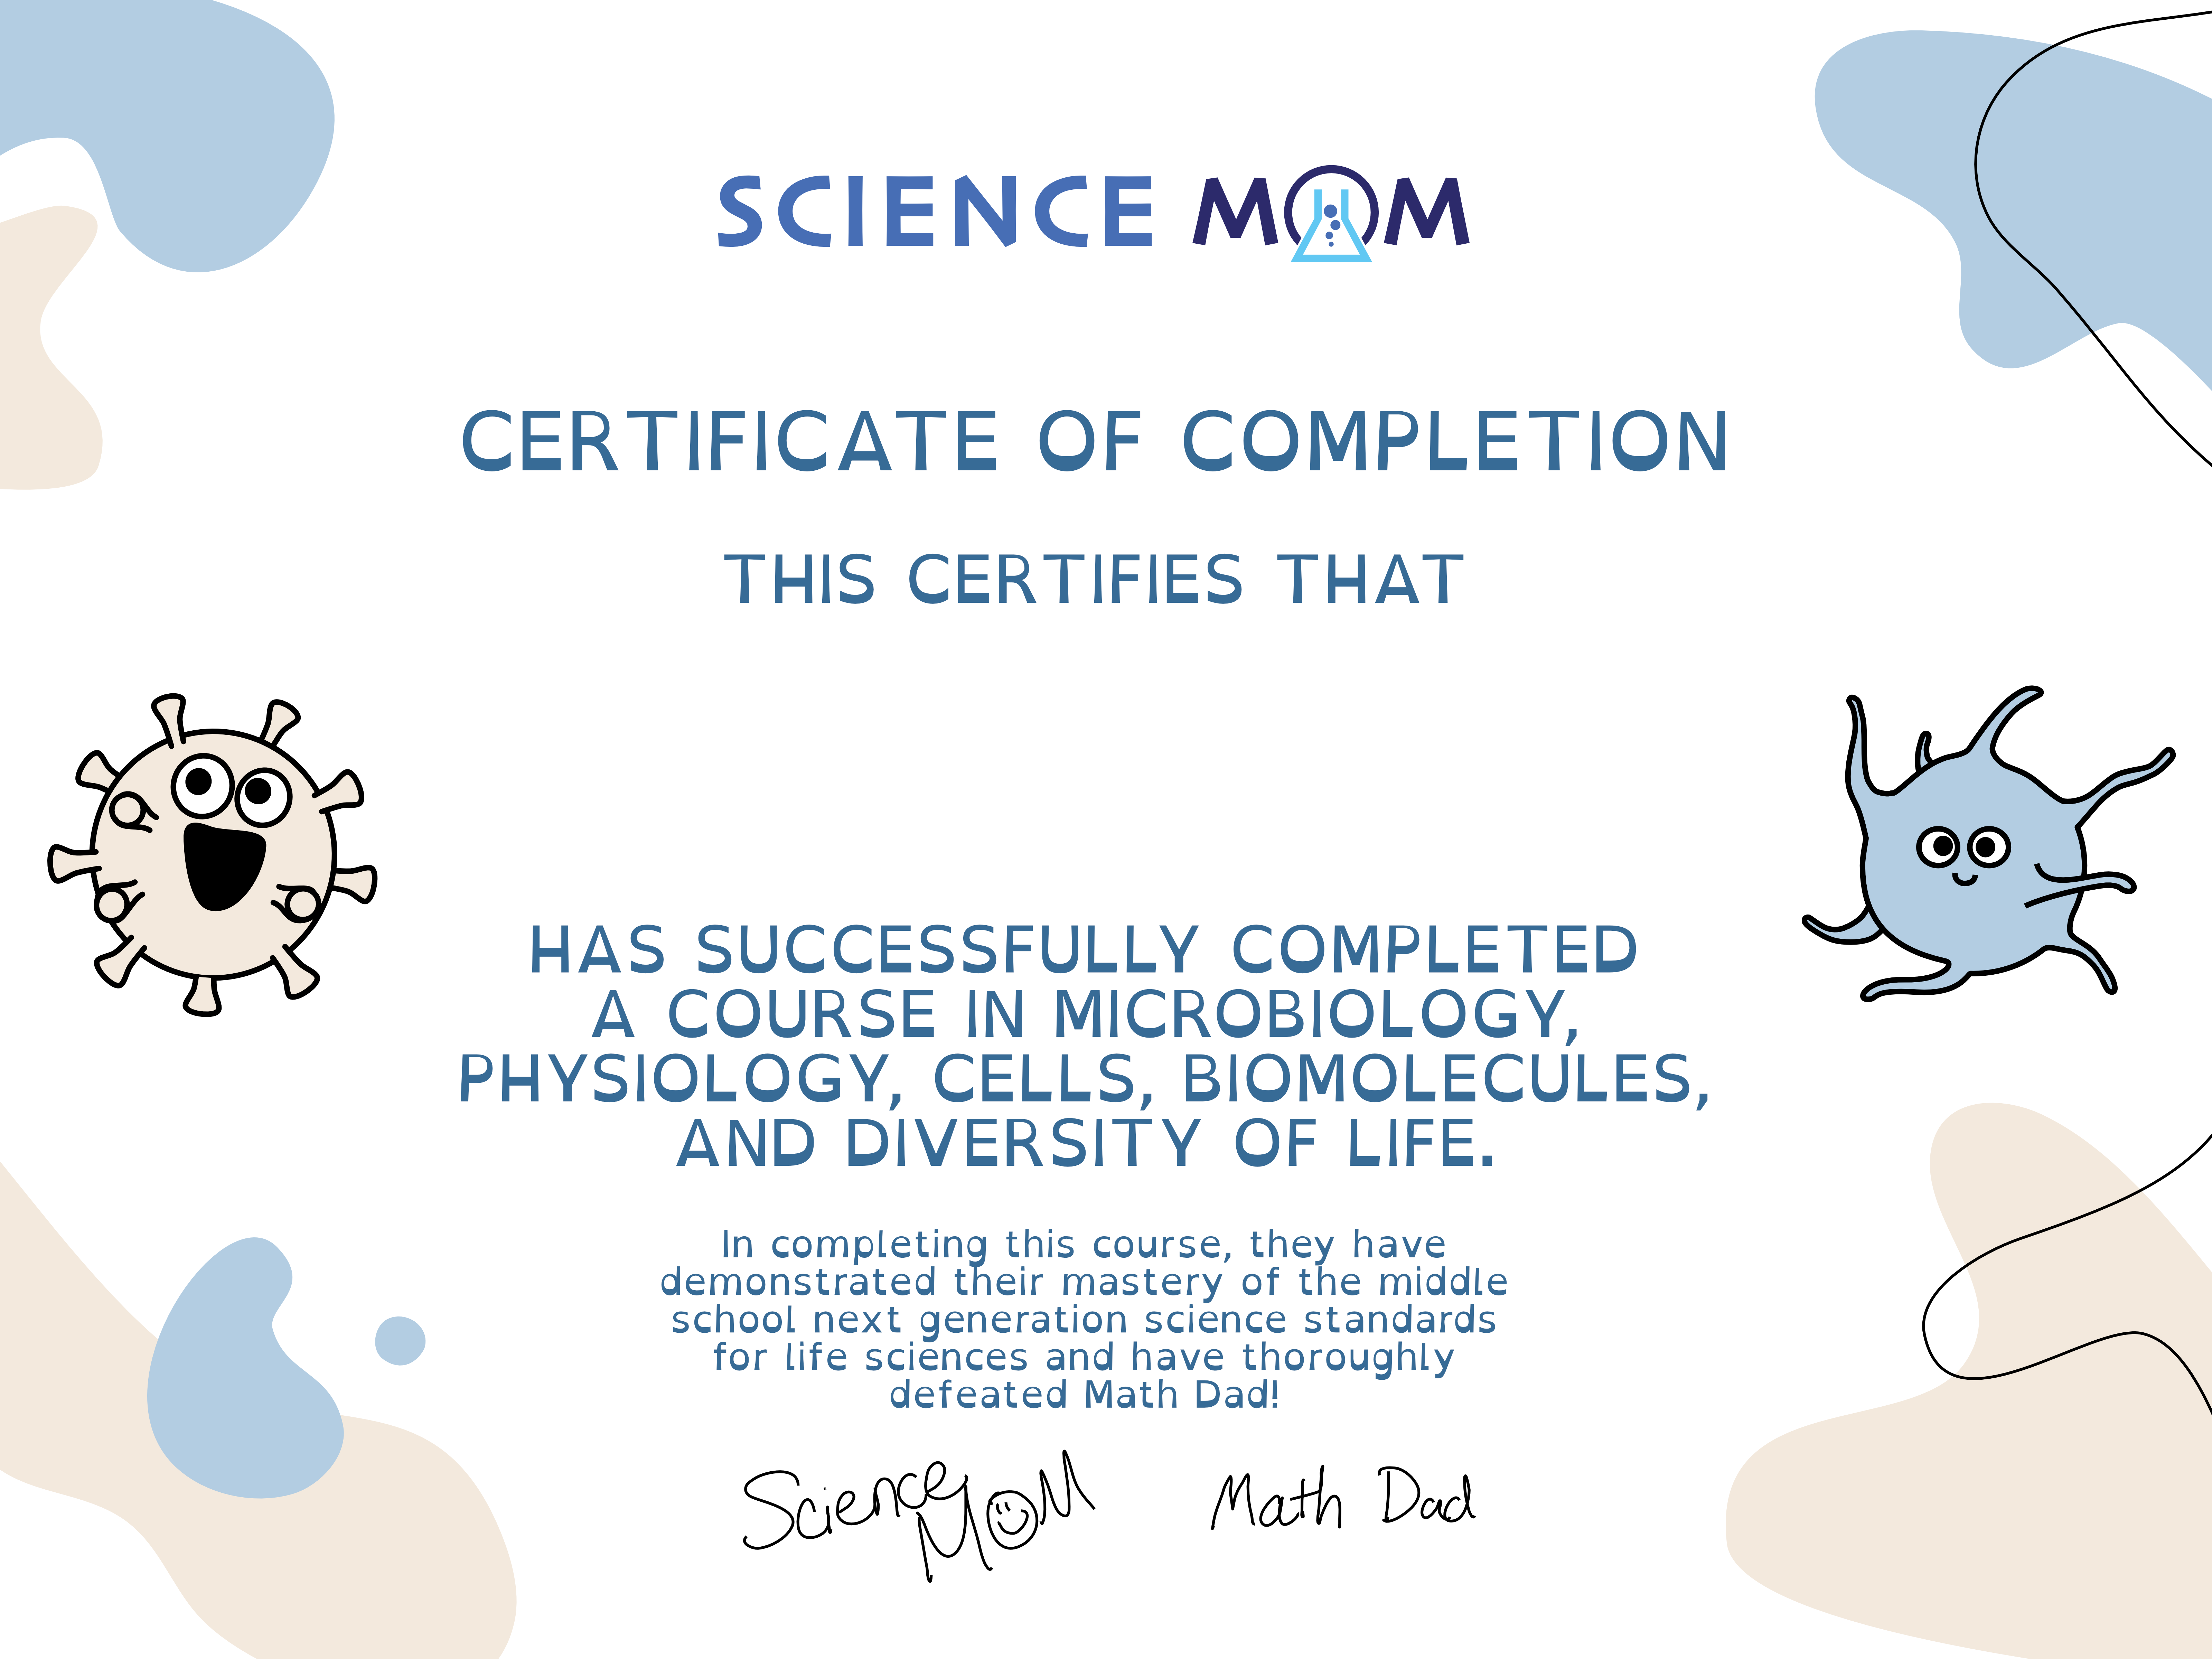 SCIENCE MOM
CERTIFICATE OF COMPLETION
THIS CERTIFIES THAT
HAS SUCCESSFULLY COMPLETED
A COURSE IN MICROBIOLOGY,
PHYSIOLOGY, CELLS, BIOMOLECULES,
AND DIVERSITY OF LIFE.
In completing this course, they have
demonstrated their mastery of the middle
school next generation science standards
for life sciences and have thoroughly
defeated Math Dad!
Science Mom Math Dad